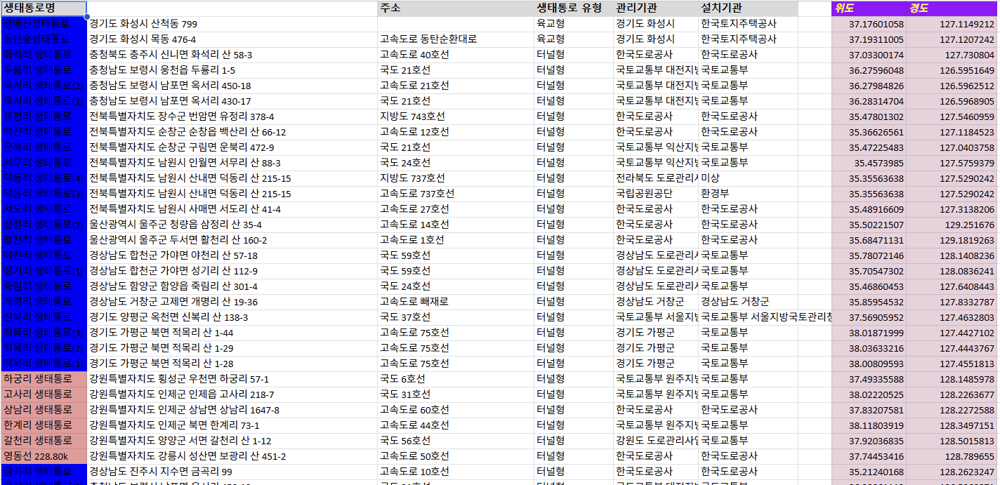 생태통로명 주소 생태통로 유형 관리기관 설치기관 위도 경도
왕배산생태통로 경기도 화성시 산척동 799 육교형 경기도 화성시 한국토지주택공사 37.17601058 127.1149212
동탄숲생태통로 경기도 화성시 목동 476-4 고속도로 동탄순환대로 육교형 경기도 화성시 한국토지주택공사 37.19311005 127.1207242
화석리 생태통로 충청북도 충주시 신니면 화석리 산 58-3 고속도로 40호선 터널형 한국도로공사 한국도로공사 37.03300174 127.730804
두룡리 생태통로 충청남도 보령시 웅천읍 두룡리 1-5 국도 21호선 터널형 국토교통부 대전지방 국토교통부 36.27596048 126.5951649
옥서리 생태통로(2) 충청남도 보령시 남포면 옥서리 450-18 고속도로 21호선 터널형 국토교통부 대전지방 국토교통부 36.27984826 126.5962512
옥서리 생태통로(1) 충청남도 보령시 남포면 옥서리 430-17 국도 21호선 터널형 국토교통부 대전지방 국토교통부 36.28314704 126.5968905
유정리 생태통로 전북특별자치도 장수군 번암면 유정리 378-4 지방도 743호선 터널형 한국도로공사 한국도로공사 35.47801302 127.5460959
백산리 생태통로 전북특별자치도 순창군 순창읍 백산리 산 66-12 고속도로 12호선 터널형 한국도로공사 한국도로공사 35.36626561 127.1184523
운북리 생태통로 전북특별자치도 순창군 구림면 운북리 472-9 국도 21호선 터널형 국토교통부 익산지방 국토교통부 35.47225483 127.0403758
서무리 생태통로 전북특별자치도 남원시 인월면 서무리 산 88-3 국도 24호선 터널형 국토교통부 익산지방 국토교통부 35.4573985 127.5759379
덕동리 생태통로(4) 전북특별자치도 남원시 산내면 덕동리 산 215-15 지방도 737호선 터널형 전라북도 도로관리사 미상 35.35563638 127.5290242
덕동리 생태통로(3) 전북특별자치도 남원시 산내면 덕동리 산 215-15 고속도로 737호선 터널형 국립공원공단 환경부 35.35563638 127.5290242
서도리 생태통로 전북특별자치도 남원시 사매면 서도리 산 41-4 고속도로 27호선 터널형 한국도로공사 한국도로공사 35.48916609 127.3138206
삼정리 생태통로(2) 울산광역시 울주군 청량읍 삼정리 산 35-4 고속도로 14호선 터널형 한국도로공사 한국도로공사 35.50221507 129.251676
활천리 생태통로 울산광역시 울주군 두서면 활천리 산 160-2 고속도로 1호선 터널형 한국도로공사 한국도로공사 35.68471131 129.1819263
야천리 생태통로 경상남도 합천군 가야면 야천리 산 57-18 국도 59호선 터널형 경상남도 도로관리사 국토교통부 35.78072146 128.1408236
성기리 생태통로(1) 경상남도 합천군 가야면 성기리 산 112-9 국도 59호선 터널형 경상남도 도로관리사 국토교통부 35.70547302 128.0836241
죽림리 생태통로 경상남도 함양군 함양읍 죽림리 산 301-4 국도 24호선 터널형 경상남도 도로관리사 국토교통부 35.46860453 127.6408443
개명리 생태통로 경상남도 거창군 고제면 개명리 산 19-36 고속도로 빼재로 터널형 경상남도 거창군 경상남도 거창군 35.85954532 127.8332787
신복리 생태통로 경기도 양평군 옥천면 신복리 산 138-3 국도 37호선 터널형 국토교통부 서울지방 국토교통부 서울지방국토관리청 37.56905952 127.4632803
적목리 생태통로(3) 경기도 가평군 북면 적목리 산 1-44 고속도로 75호선 터널형 경기도 가평군 국토교통부 38.01871999 127.4427102
적목리 생태통로(2) 경기도 가평군 북면 적목리 산 1-29 고속도로 75호선 터널형 경기도 가평군 국토교통부 38.03633216 127.4443767
적목리 생태통로(1) 경기도 가평군 북면 적목리 산 1-28 고속도로 75호선 터널형 경기도 가평군 국토교통부 38.00809593 127.4551813
하궁리 생태통로 강원특별자치도 횡성군 우천면 하궁리 57-1 국도 6호선 터널형 국토교통부 원주지방 국토교통부 37.49335588 128.1485978
고사리 생태통로 강원특별자치도 인제군 인제읍 고사리 218-7 국도 31호선 터널형 국토교통부 원주지방 국토교통부 38.02220525 128.2263677
상남리 생태통로 강원특별자치도 인제군 상남면 상남리 1647-8 고속도로 60호선 터널형 한국도로공사 한국도로공사 37.83207581 128.2272588
한계리 생태통로 강원특별자치도 인제군 북면 한계리 73-1 고속도로 44호선 터널형 국토교통부 원주지방 국토교통부 38.11803919 128.3497151
갈천리 생태통로 강원특별자치도 양양군 서면 갈천리 산 1-12 국도 56호선 터널형 강원도 도로관리사업 국토교통부 37.92036835 128.5015813
영동선 228.80k 강원특별자치도 강릉시 성산면 보광리 산 451-2 고속도로 50호선 터널형 한국도로공사 한국도로공사 37.74453416 128.789655
금곡리 생태통로 경상남도 진주시 지수면 금곡리 99 고속도로 10호선 터널형 한국도로공사 한국도로공사 35.21240168 128.2623247